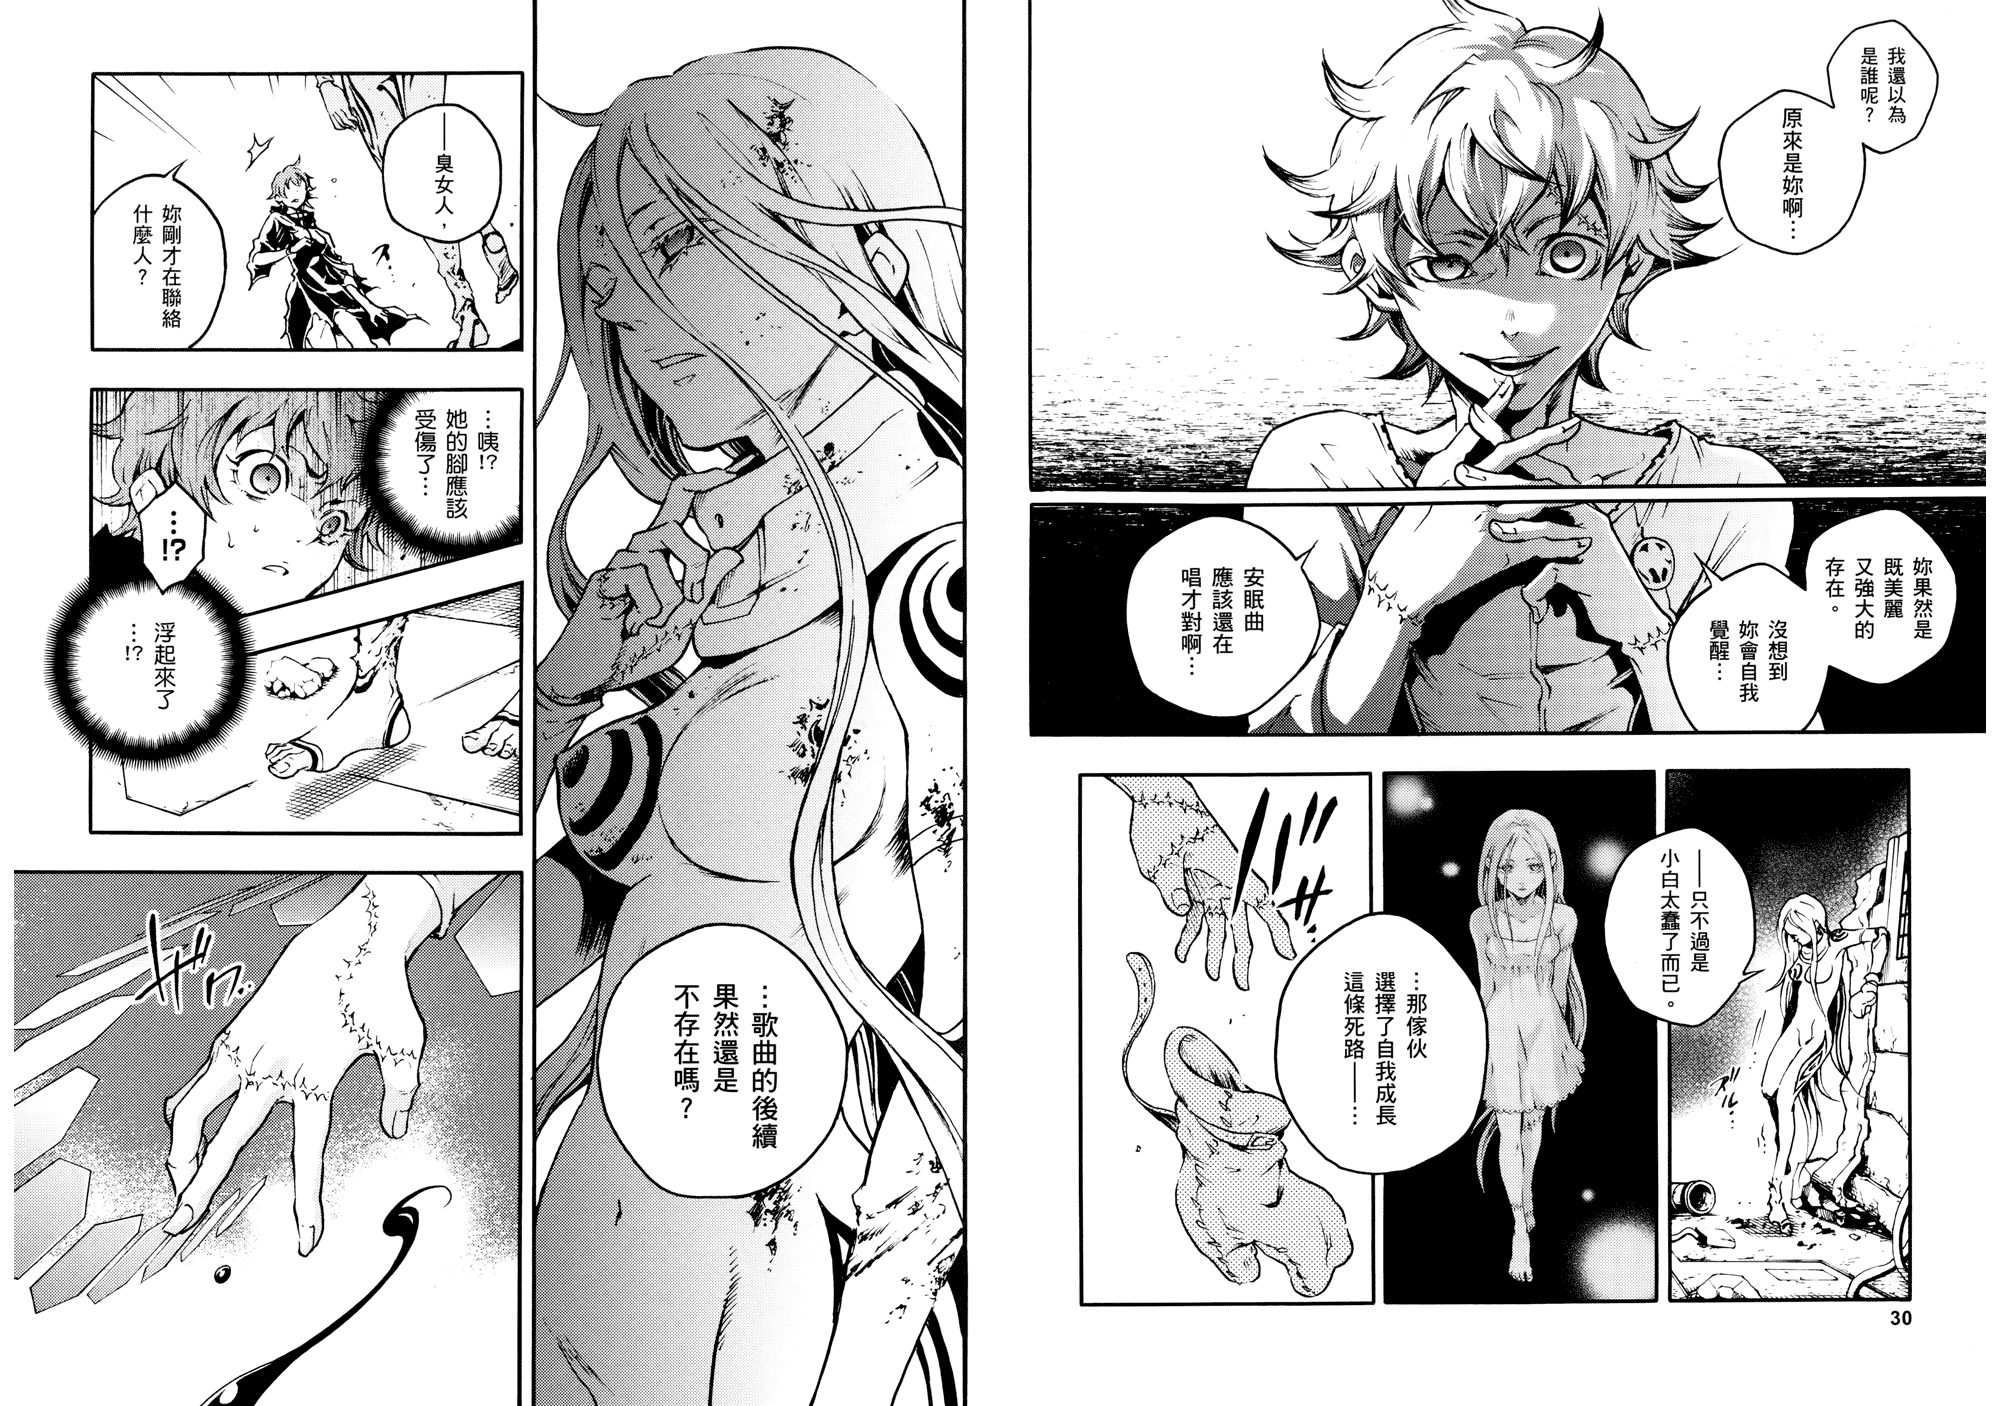 我還以為
是誰呢？
原來是妳啊…
妳果然是
既美麗
又強大的
存在。
沒想到
妳會自我
覺醒…
安眠曲
應該還在
唱才對啊…
——只不過是
小白太蠢了而已。
…那傢伙
選擇了自我成長
這條死路——…
30
…歌曲的後續
果然還是
不存在嗎？
——臭女人，
妳剛才在聯絡
什麼人？
…咦!?
她的腳應該
受傷了…
…!?
浮起來了
…!?